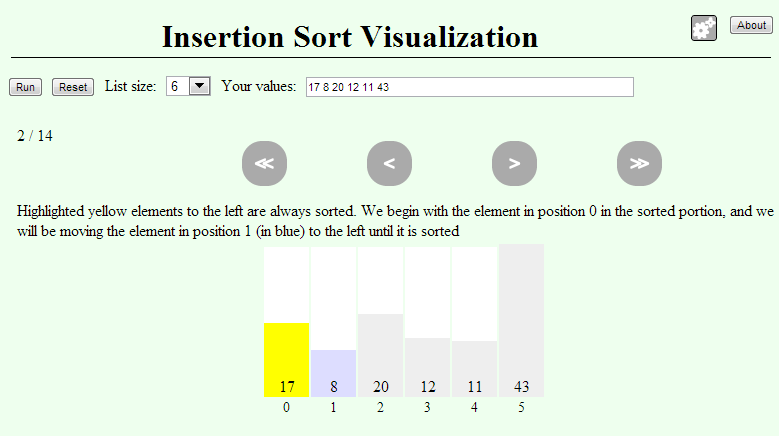 Insertion Sort Visualization
About
Run Reset List size: 6 Your values: 17 8 20 12 11 43
2 / 14
≪ < > ≫
Highlighted yellow elements to the left are always sorted. We begin with the element in position 0 in the sorted portion, and we
will be moving the element in position 1 (in blue) to the left until it is sorted
17 8 20 12 11 43
0 1 2 3 4 5